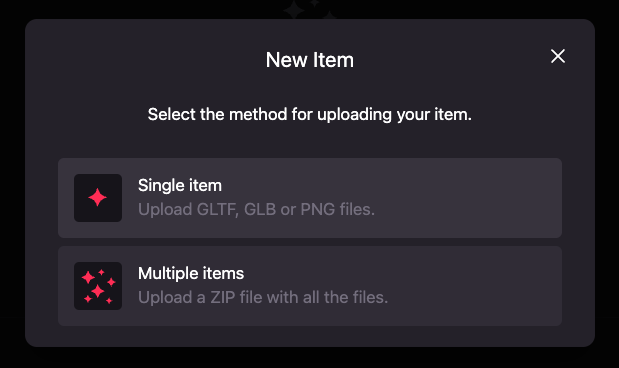 New Item
Select the method for uploading your item.
Single item
Upload GLTF, GLB or PNG files.
Multiple items
Upload a ZIP file with all the files.